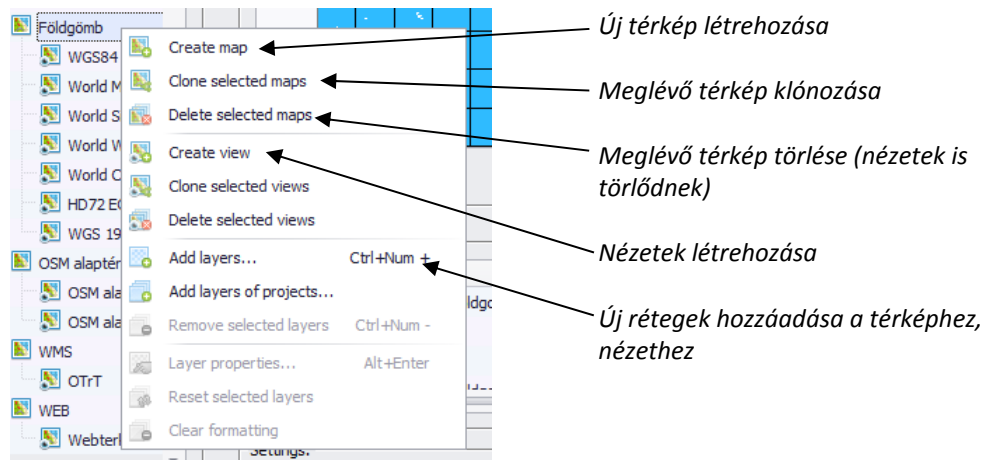 Földgömb
WGS84
World M
World S
World W
World C
HD72 E
WGS 19
OSM alaptér
OSM ala
OSM ala
WMS
OTrT
WEB
Webter
Create map
Clone selected maps
Delete selected maps
Create view
Clone selected views
Delete selected views
Add layers... Ctrl+Num +
Add layers of projects...
Remove selected layers Ctrl+Num -
Layer properties... Alt+Enter
Reset selected layers
Clear formatting
Settings:
Új térkép létrehozása
Meglévő térkép klónozása
Meglévő térkép törlése (nézetek is
törlődnek)
Nézetek létrehozása
Új rétegek hozzáadása a térképhez,
nézethez